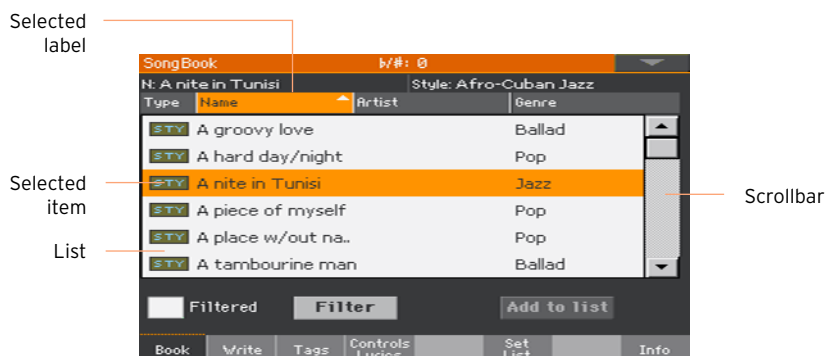 Selected
label
SongBook ♭/#: 0
N: A nite in Tunisi Style: Afro-Cuban Jazz
Type Name Artist Genre
STY A groovy love Ballad
STY A hard day/night Pop
Selected
item
STY A nite in Tunisi Jazz
Scrollbar
STY A piece of myself Pop
List
STY A place w/out na.. Pop
STY A tambourine man Ballad
Filtered Filter Add to list
Book Write Tags Controls Set Info
Lyrics List